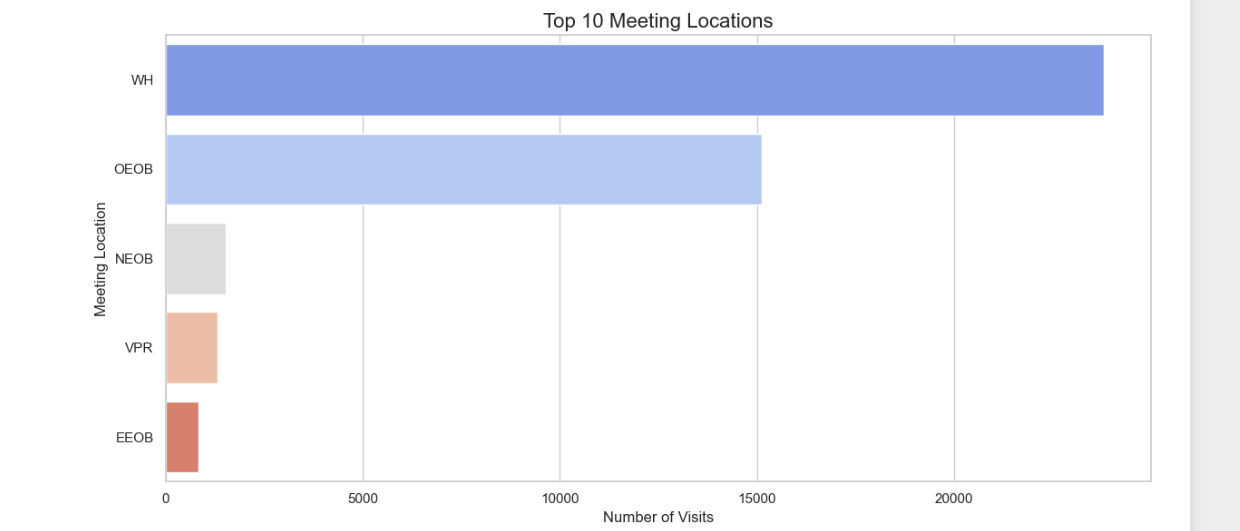 Top 10 Meeting Locations
WH
OEOB
NEOB
VPR
EEOB
Meeting Location
0 5000 10000 15000 20000
Number of Visits